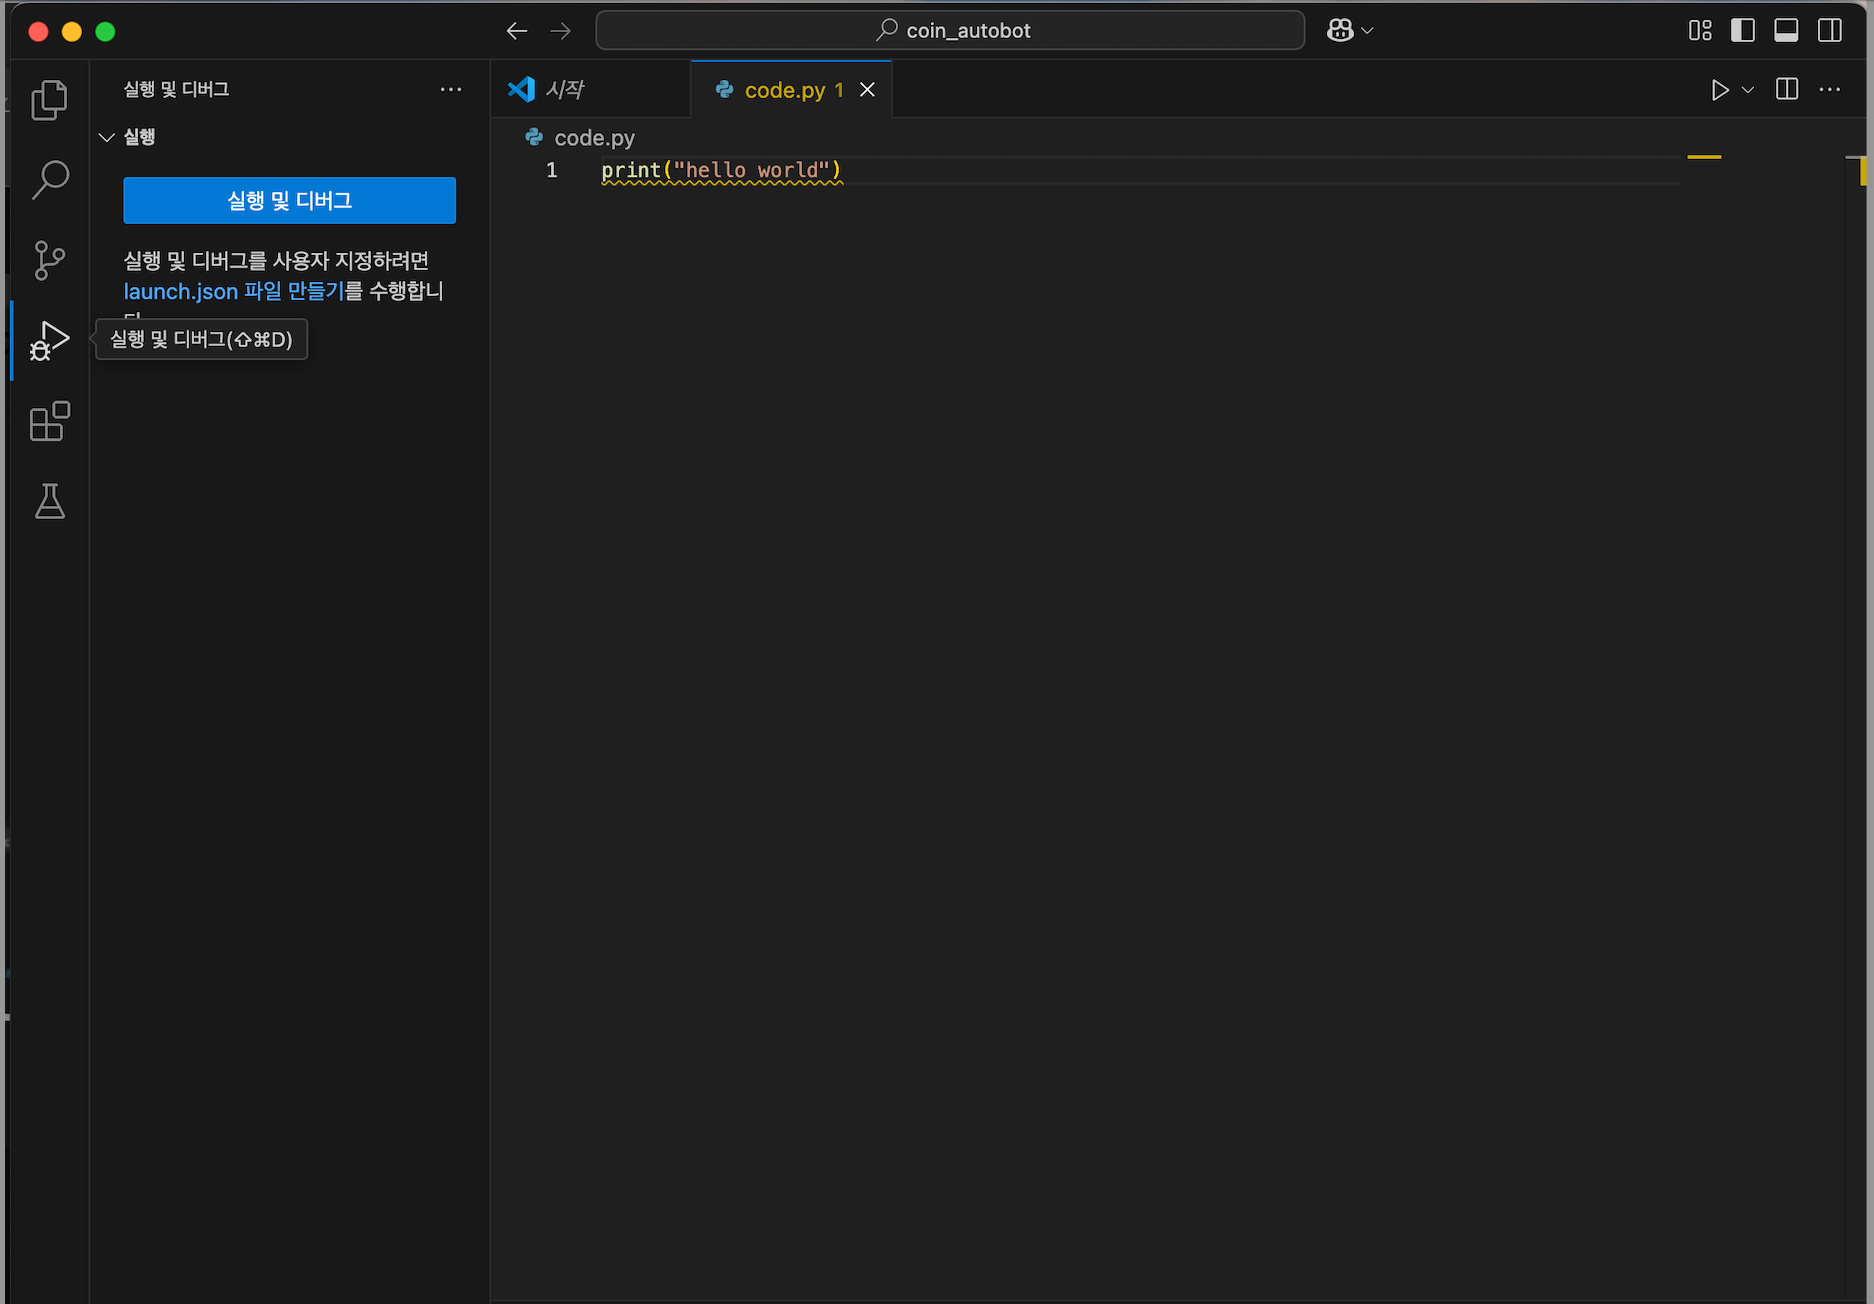 coin_autobot
실행 및 디버그
시작
code.py 1
실행
code.py
1 print("hello world")
실행 및 디버그
실행 및 디버그를 사용자 지정하려면
launch.json 파일 만들기를 수행합니
실행 및 디버그(⇧⌘D)